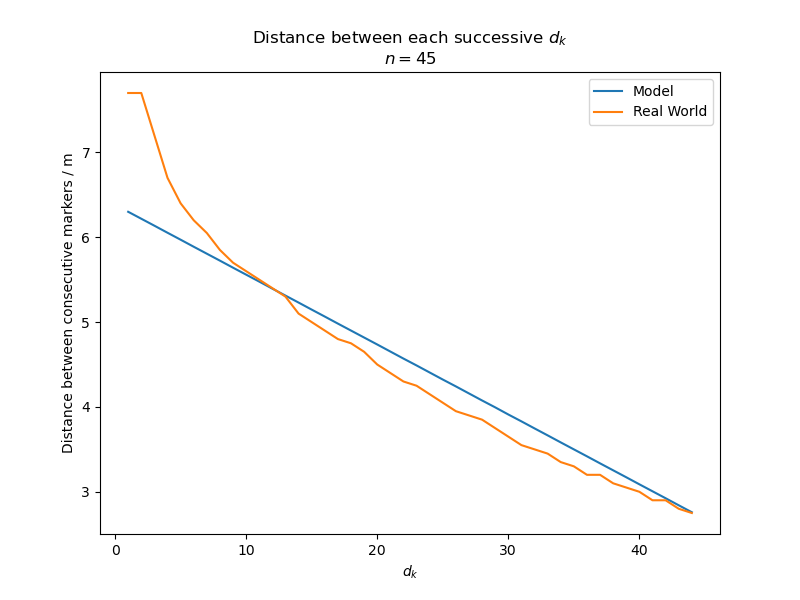 Distance between each successive $d_k$
$n = 45$
Model
Real World
Distance between consecutive markers / m
7
6
5
4
3
0 10 20 30 40
$d_k$